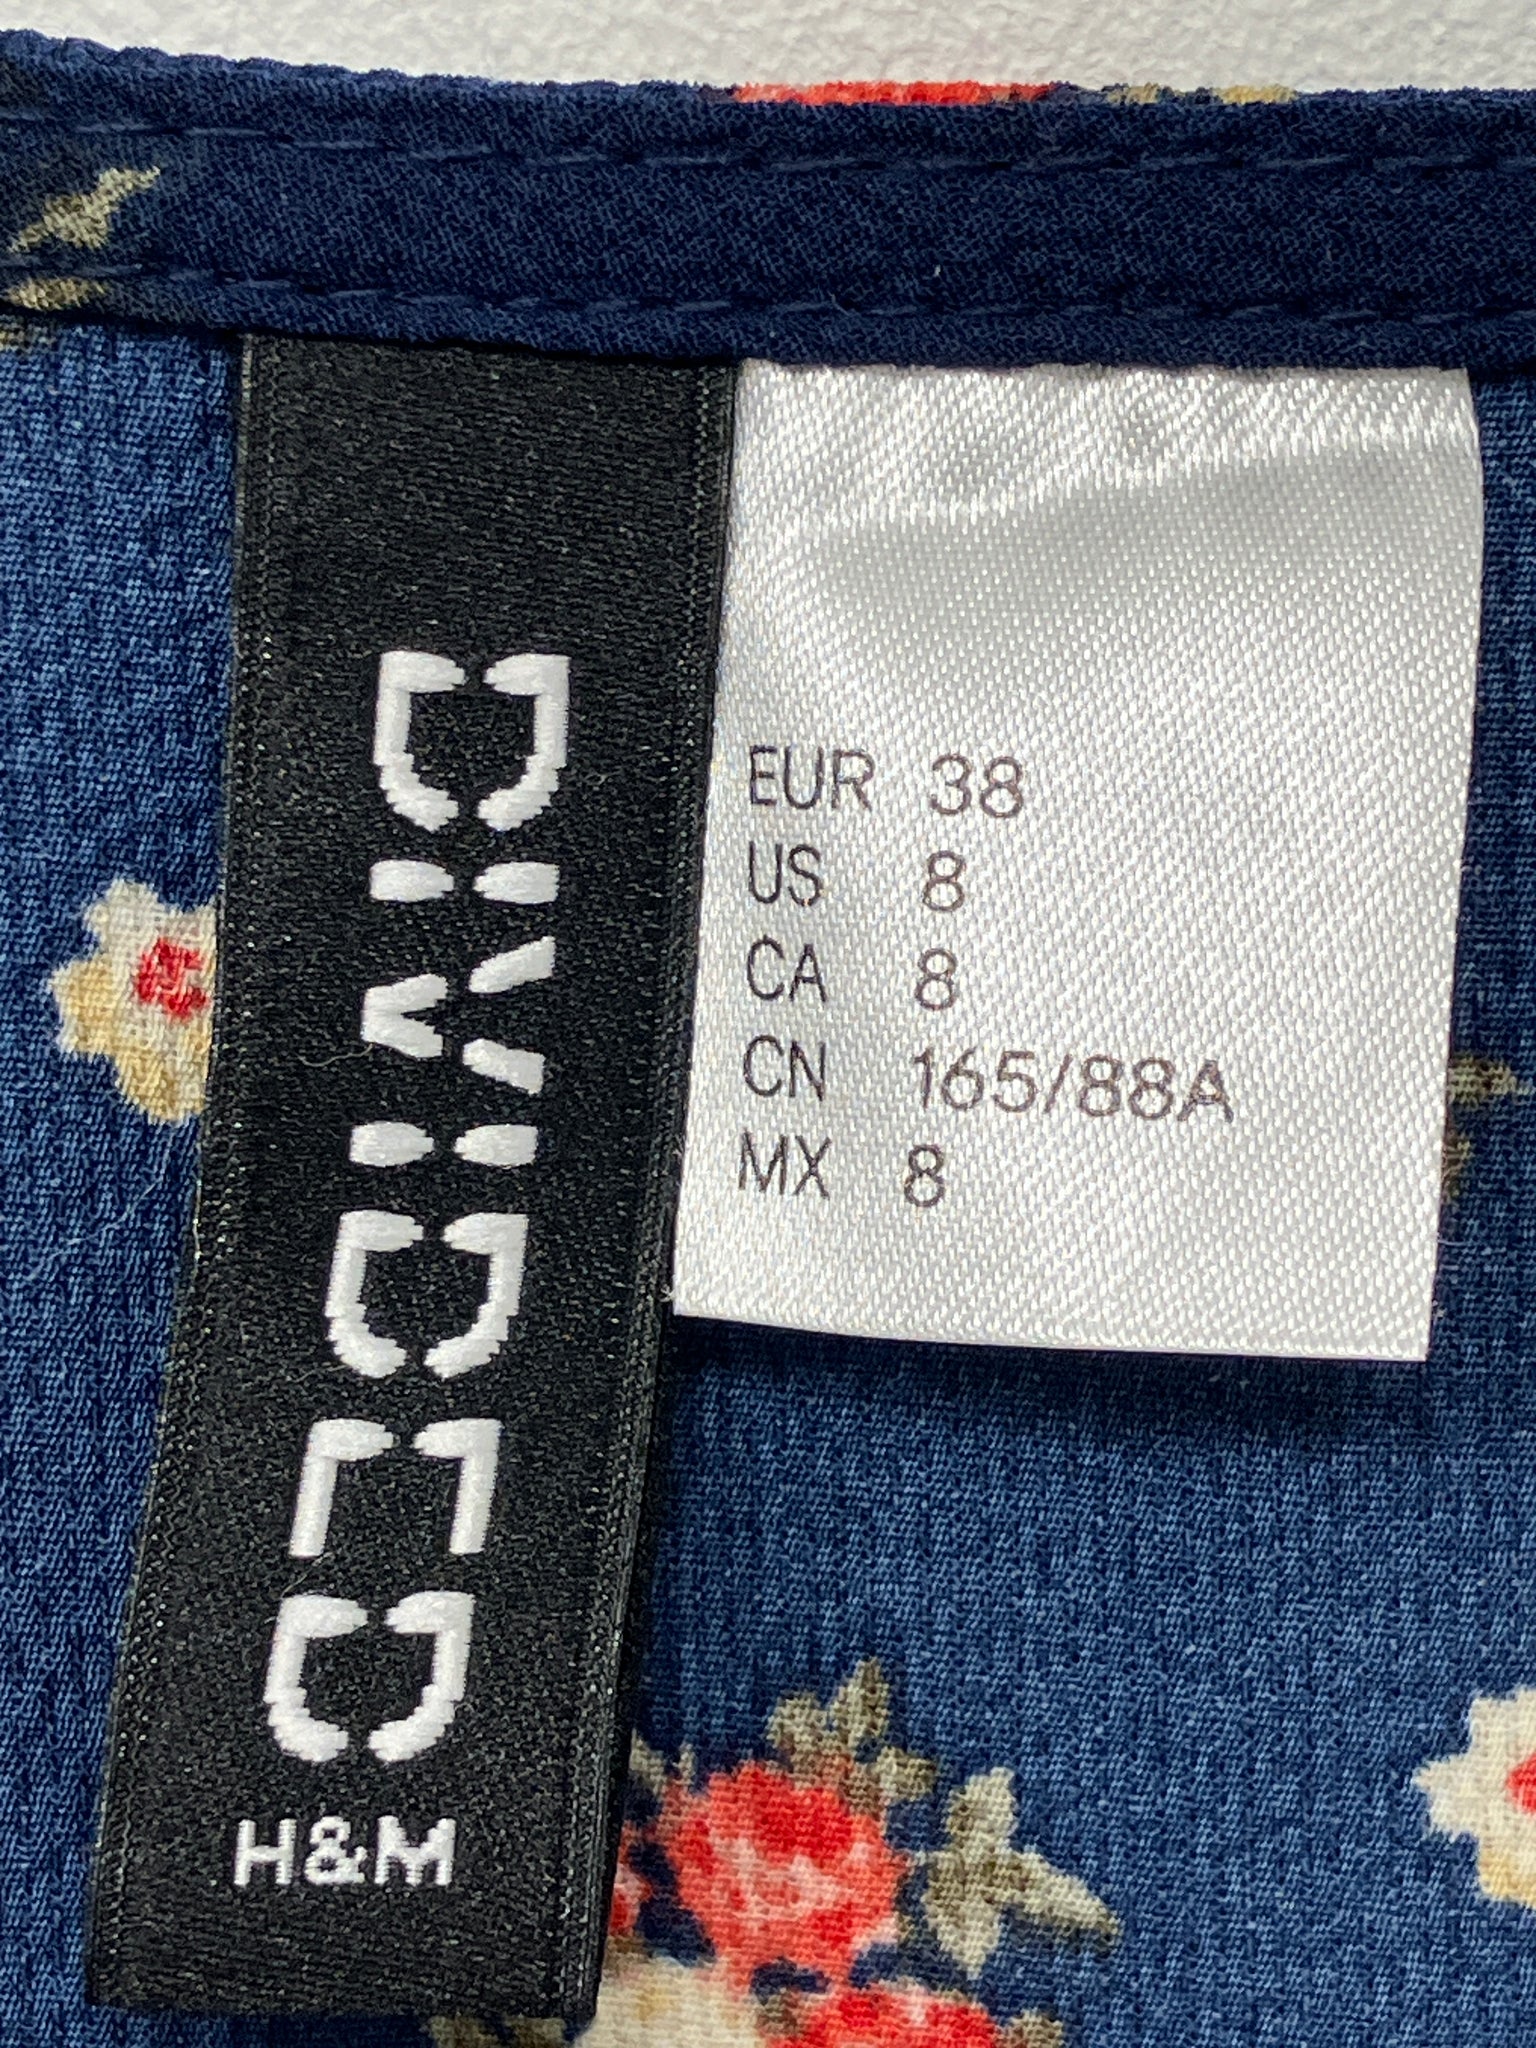 DIVIDED
H&M
EUR 38
US 8
CA 8
CN 165/88A
MX 8